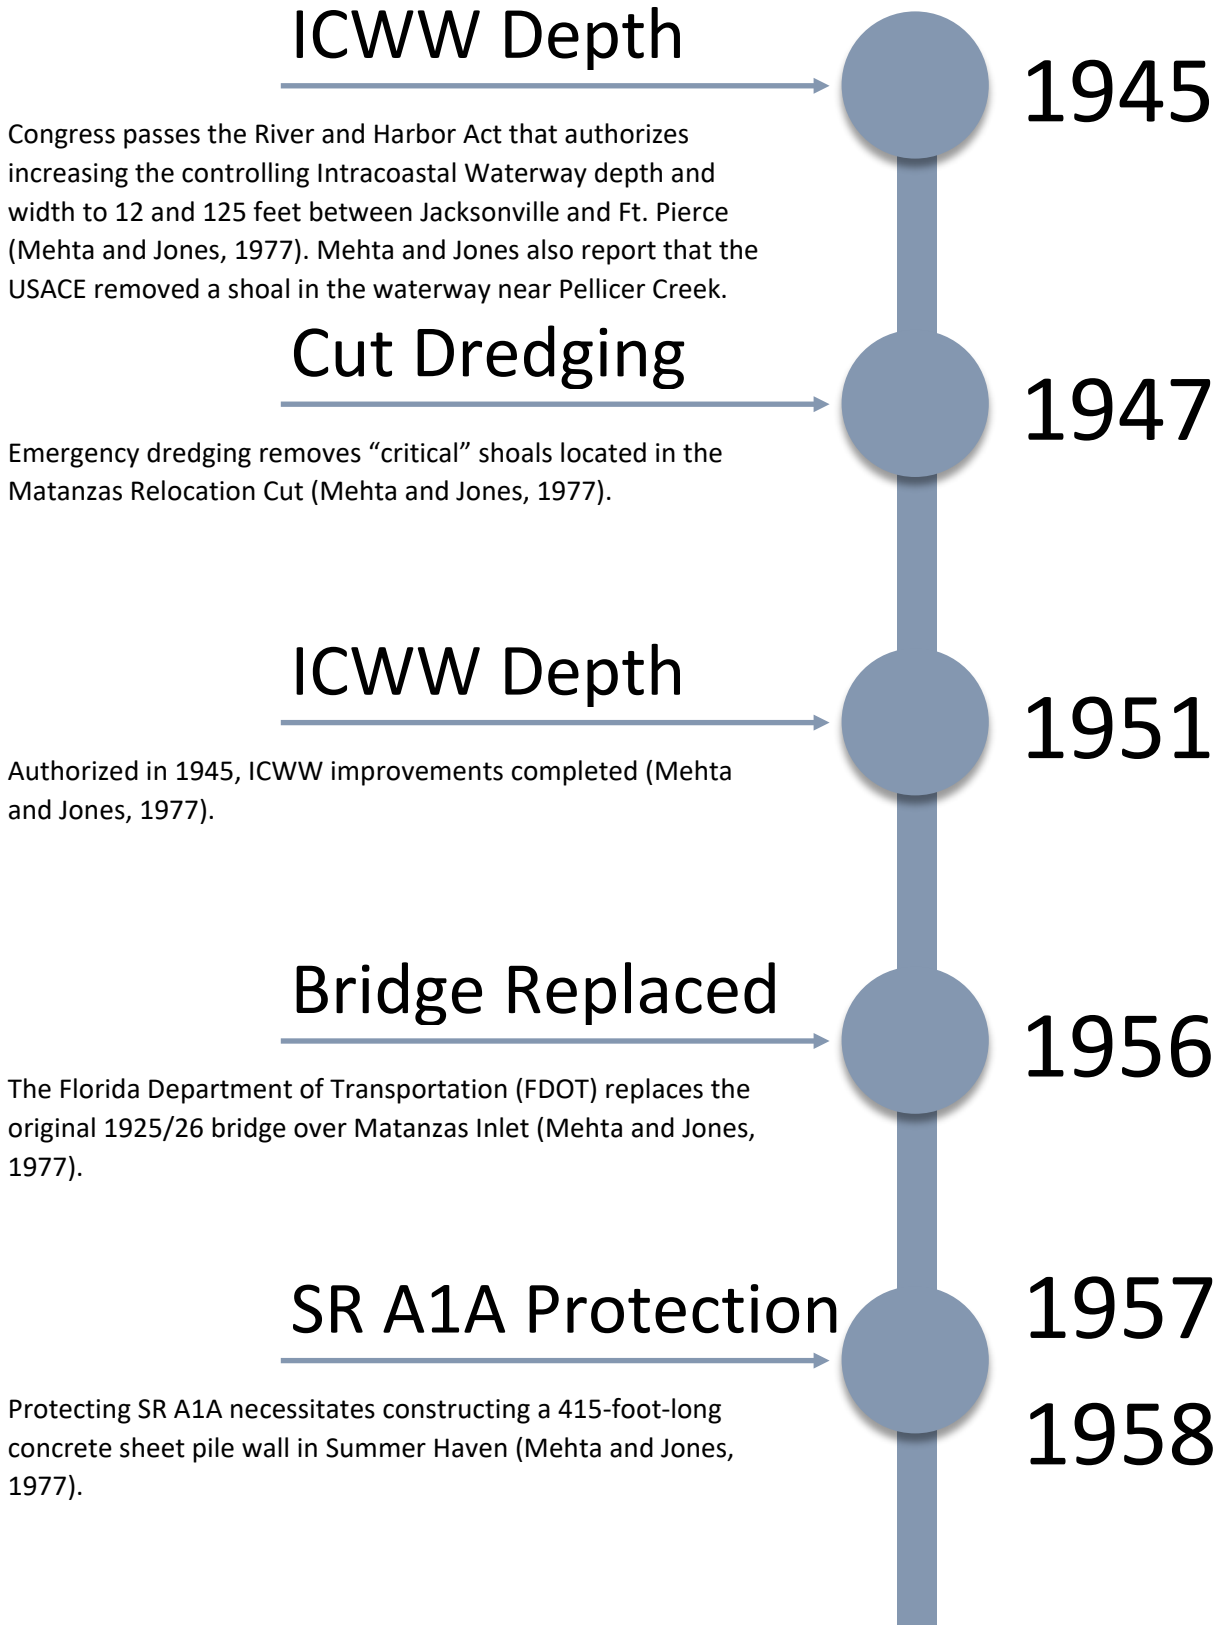 ICWW Depth
1945
Congress passes the River and Harbor Act that authorizes
increasing the controlling Intracoastal Waterway depth and
width to 12 and 125 feet between Jacksonville and Ft. Pierce
(Mehta and Jones, 1977). Mehta and Jones also report that the
USACE removed a shoal in the waterway near Pellicer Creek.
Cut Dredging
1947
Emergency dredging removes “critical” shoals located in the
Matanzas Relocation Cut (Mehta and Jones, 1977).
ICWW Depth
1951
Authorized in 1945, ICWW improvements completed (Mehta
and Jones, 1977).
Bridge Replaced
1956
The Florida Department of Transportation (FDOT) replaces the
original 1925/26 bridge over Matanzas Inlet (Mehta and Jones,
1977).
SR A1A Protection
1957
1958
Protecting SR A1A necessitates constructing a 415-foot-long
concrete sheet pile wall in Summer Haven (Mehta and Jones,
1977).